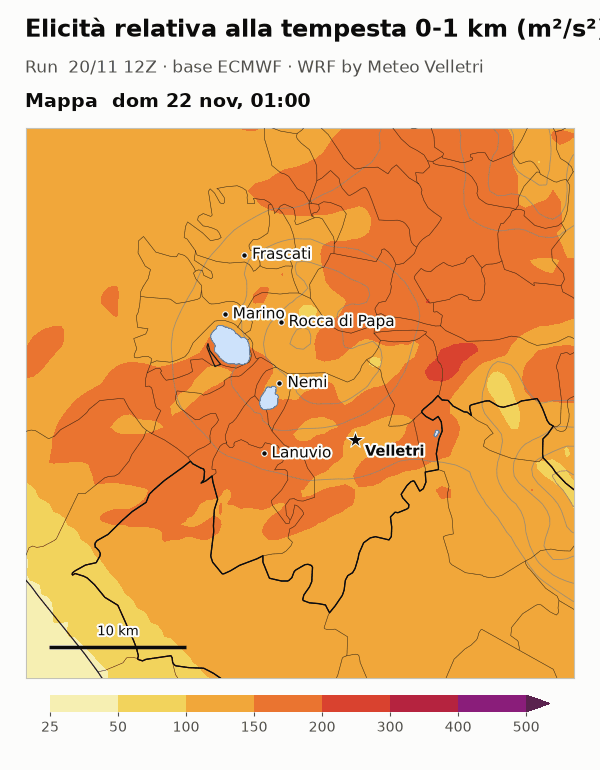 Elicità relativa alla tempesta 0-1 km (m²/s²)
Run  20/11 12Z · base ECMWF · WRF by Meteo Velletri
Mappa  dom 22 nov, 01:00
Frascati
Marino
Rocca di Papa
Nemi
Velletri
Lanuvio
10 km
25 50 100 150 200 300 400 500